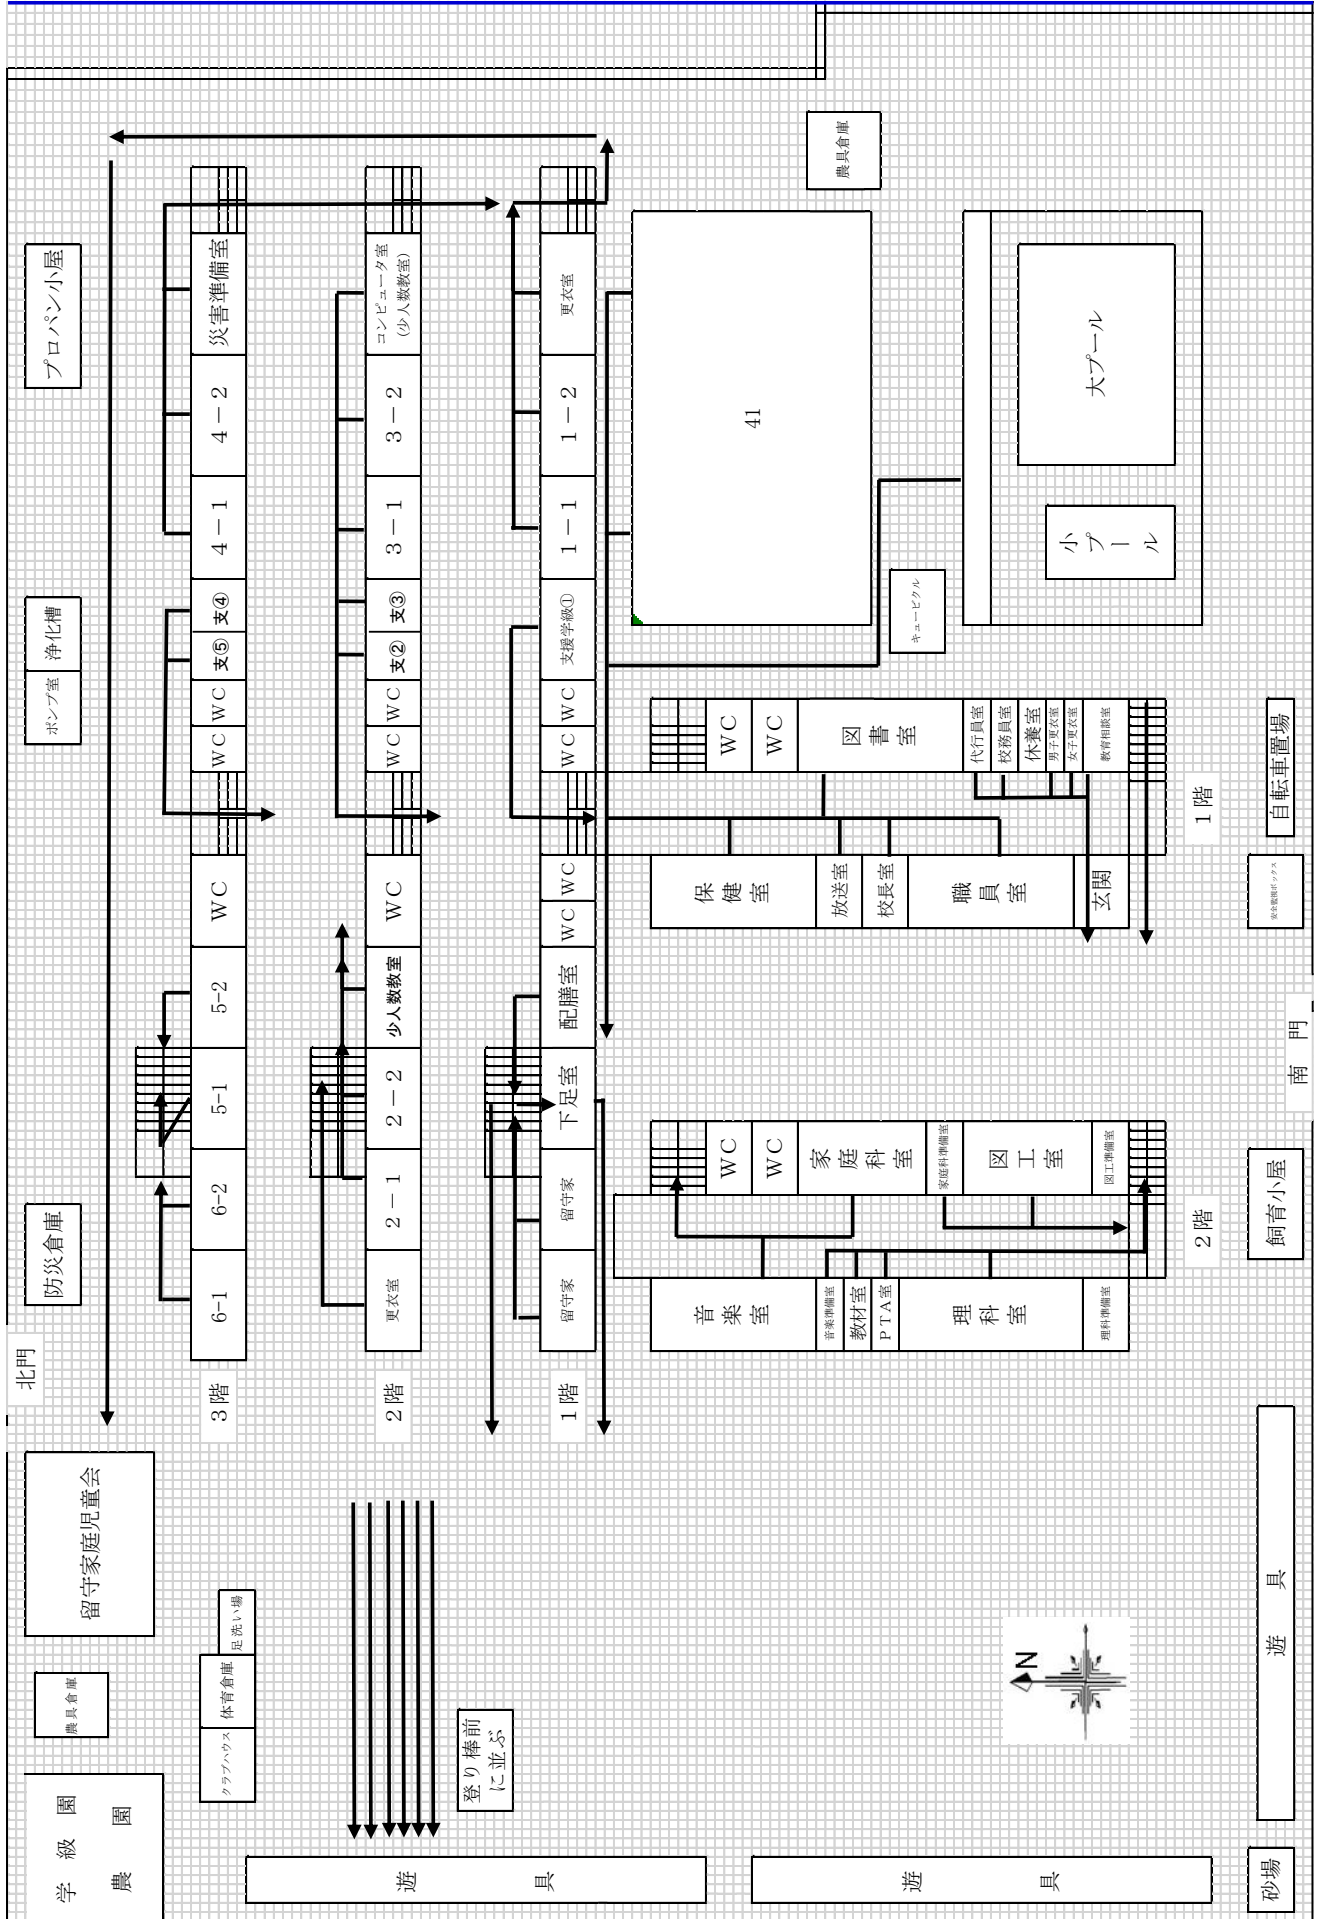 プロパン小屋
浄化槽
ポンプ室
防災倉庫
北門
留守家庭児童会
農具倉庫
学級園
農園
災害準備室
4－2
4－1
支④
支⑤
WC
WC
WC
5-2
5-1
6-2
6-1
3階
足洗い場
体育倉庫
クラブハウス
コンピュータ室
(少人数教室)
3－2
3－1
支③
支②
WC
WC
WC
少人数教室
2－2
2－1
更衣室
2階
更衣室
1－2
1－1
支援学級①
WC
WC
WC
WC
配膳室
下足室
留守家
留守家
1階
登り棒前
に並ぶ
遊具
農具倉庫
41
大プール
小プール
キュービクル
WC
WC
図書室
代行員室
校務員室
休養室
男子更衣室
女子更衣室
教育相談室
保健室
放送室
校長室
職員室
玄関
1階
自転車置場
安全監視ボックス
南門
WC
WC
家庭科室
家庭科準備室
図工室
図工準備室
音楽室
音楽準備室
教材室
PTA室
理科室
理科準備室
2階
飼育小屋
N
遊具
遊具
砂場